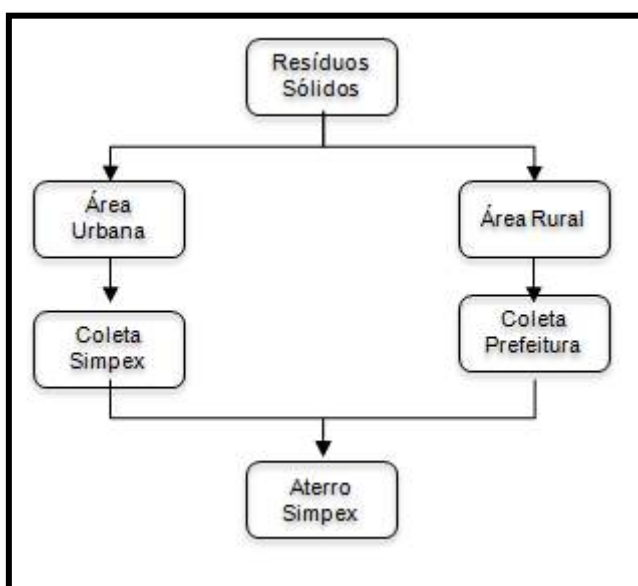 Resíduos
Sólidos
Área
Urbana
Área Rural
Coleta
Simpex
Coleta
Prefeitura
Aterro
Simpex